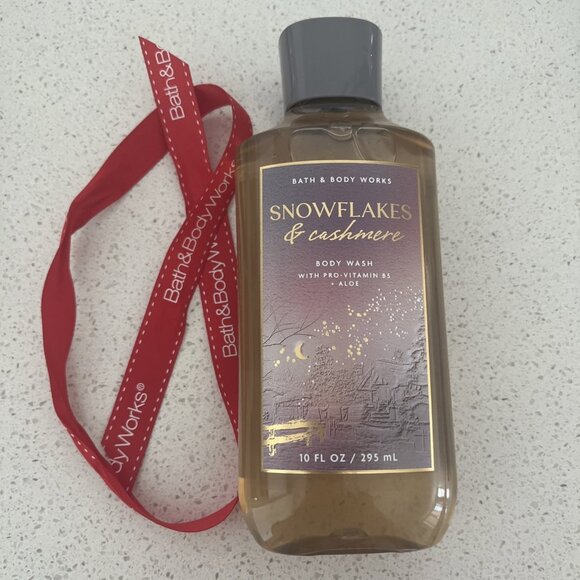 Bath&BodyWorks
Bath&BodyWorks
Bath&BodyWorks
dyWorks©
BATH & BODY WORKS
SNOWFLAKES
& cashmere
BODY WASH
WITH PRO-VITAMIN B5
+ ALOE
10 FL OZ / 295 mL